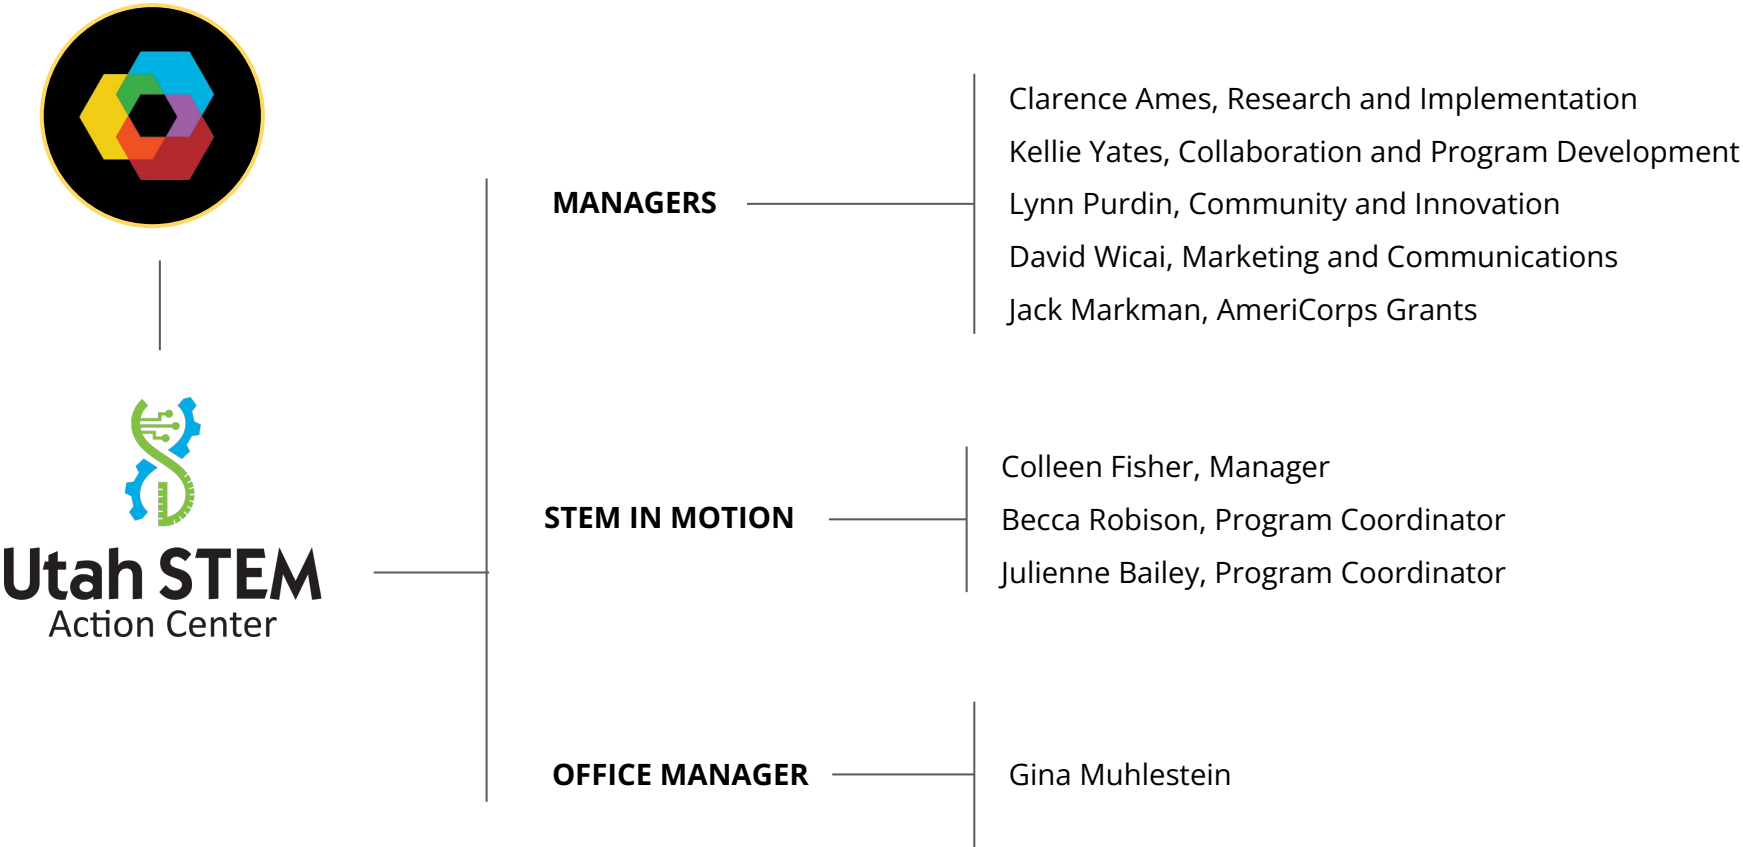 Utah STEM
Action Center
MANAGERS
Clarence Ames, Research and Implementation
Kellie Yates, Collaboration and Program Development
Lynn Purdin, Community and Innovation
David Wicai, Marketing and Communications
Jack Markman, AmeriCorps Grants
STEM IN MOTION
Colleen Fisher, Manager
Becca Robison, Program Coordinator
Julienne Bailey, Program Coordinator
OFFICE MANAGER
Gina Muhlestein